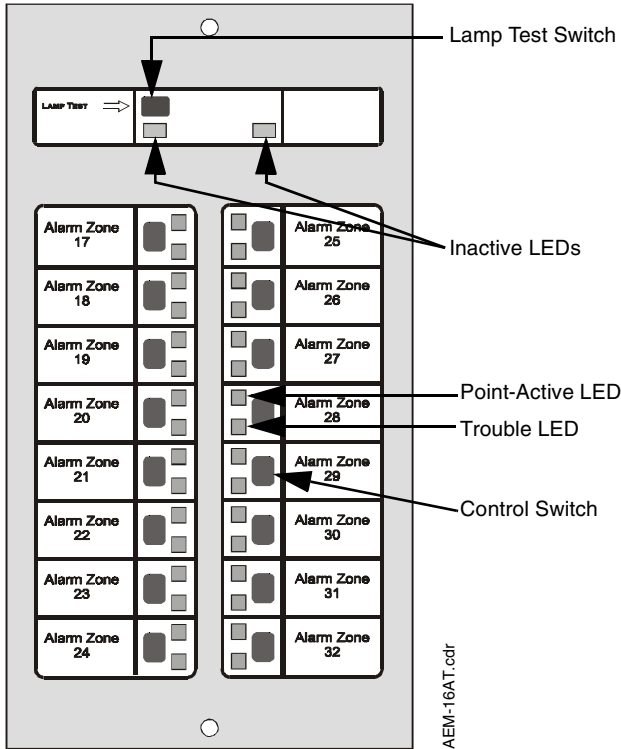 Lamp Test Switch
LAMP TEST
Inactive LEDs
Alarm Zone
17
Alarm Zone
18
Alarm Zone
19
Alarm Zone
20
Alarm Zone
21
Alarm Zone
22
Alarm Zone
23
Alarm Zone
24
Alarm Zone
25
Alarm Zone
26
Alarm Zone
27
Alarm Zone
28
Alarm Zone
29
Alarm Zone
30
Alarm Zone
31
Alarm Zone
32
Point-Active LED
Trouble LED
Control Switch
AEM-16AT.cdr